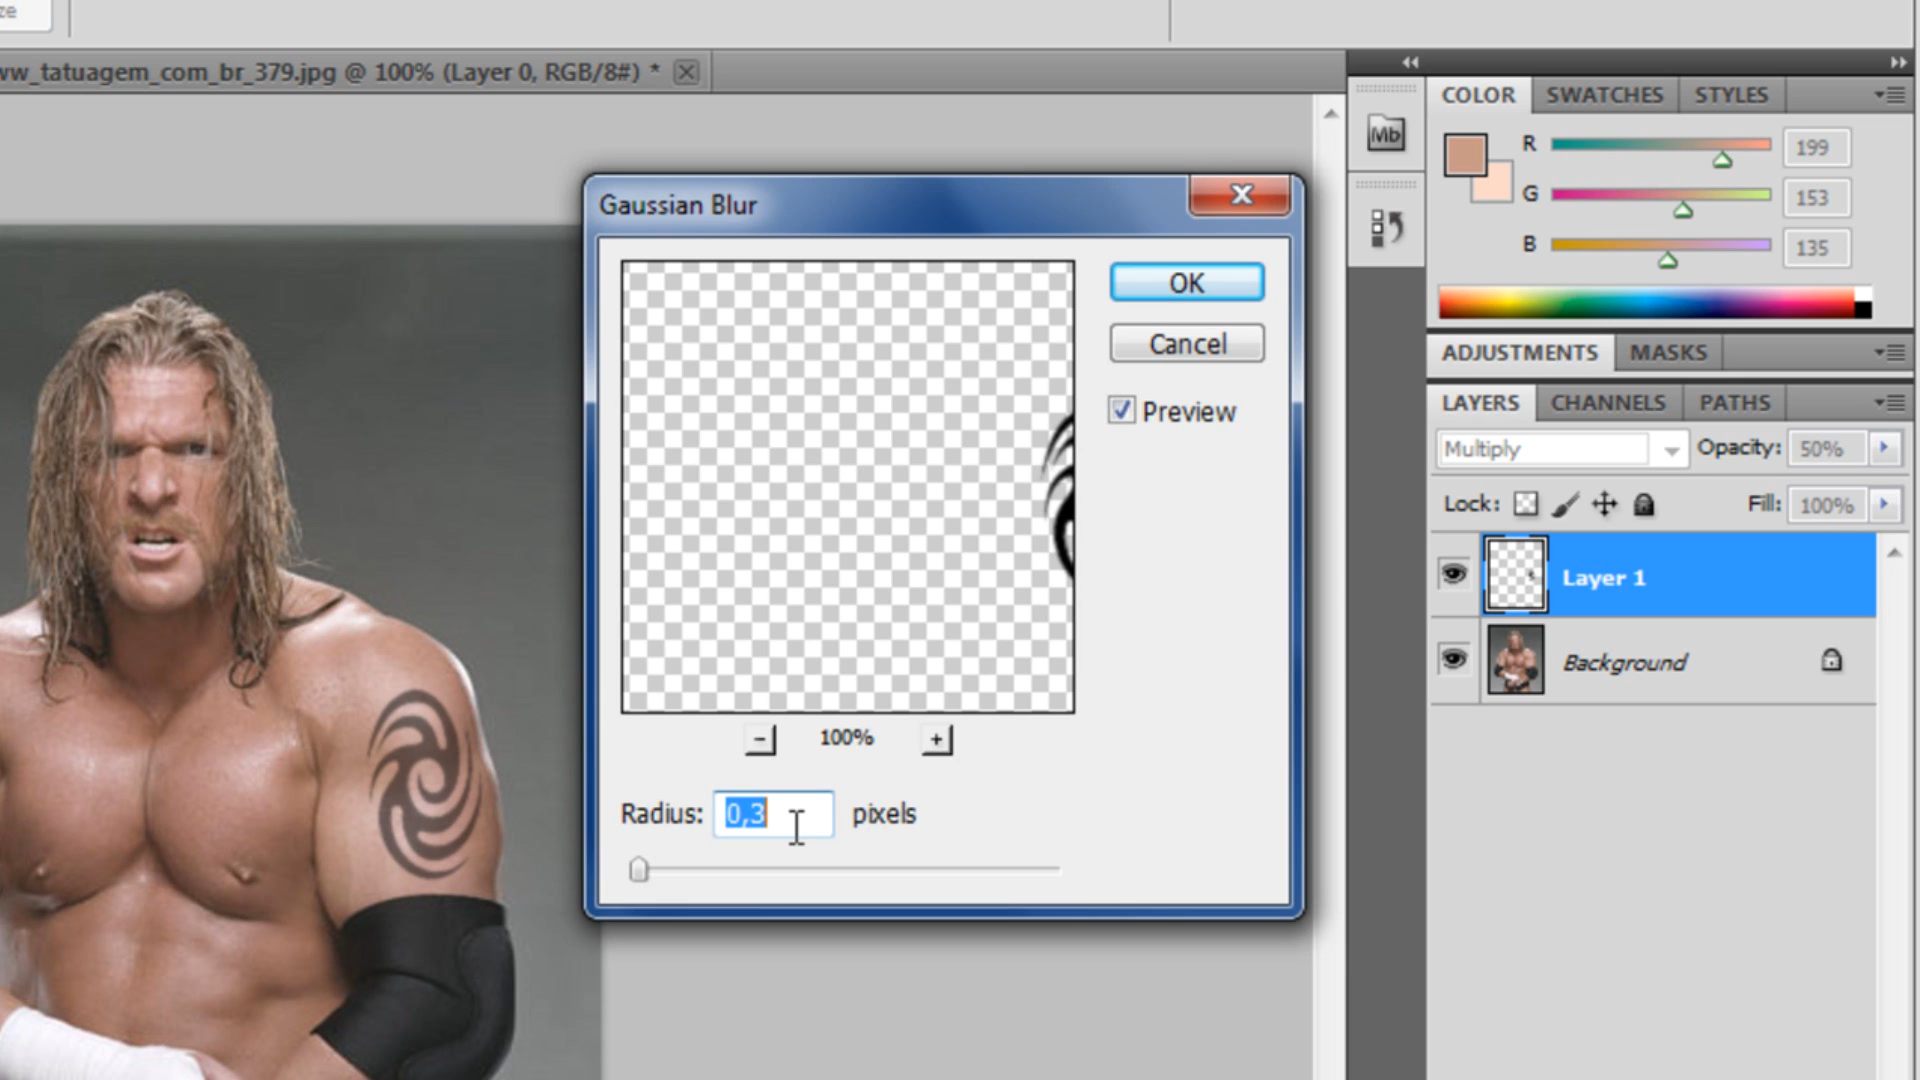 ze
ww_tatuagem_com_br_379.jpg @ 100% (Layer 0, RGB/8#) *
Gaussian Blur
OK
Cancel
Preview
100%
Radius: 0,3 pixels
Mb
COLOR SWATCHES STYLES
R 199
G 153
B 135
ADJUSTMENTS MASKS
LAYERS CHANNELS PATHS
Multiply Opacity: 50%
Lock: Fill: 100%
Layer 1
Background